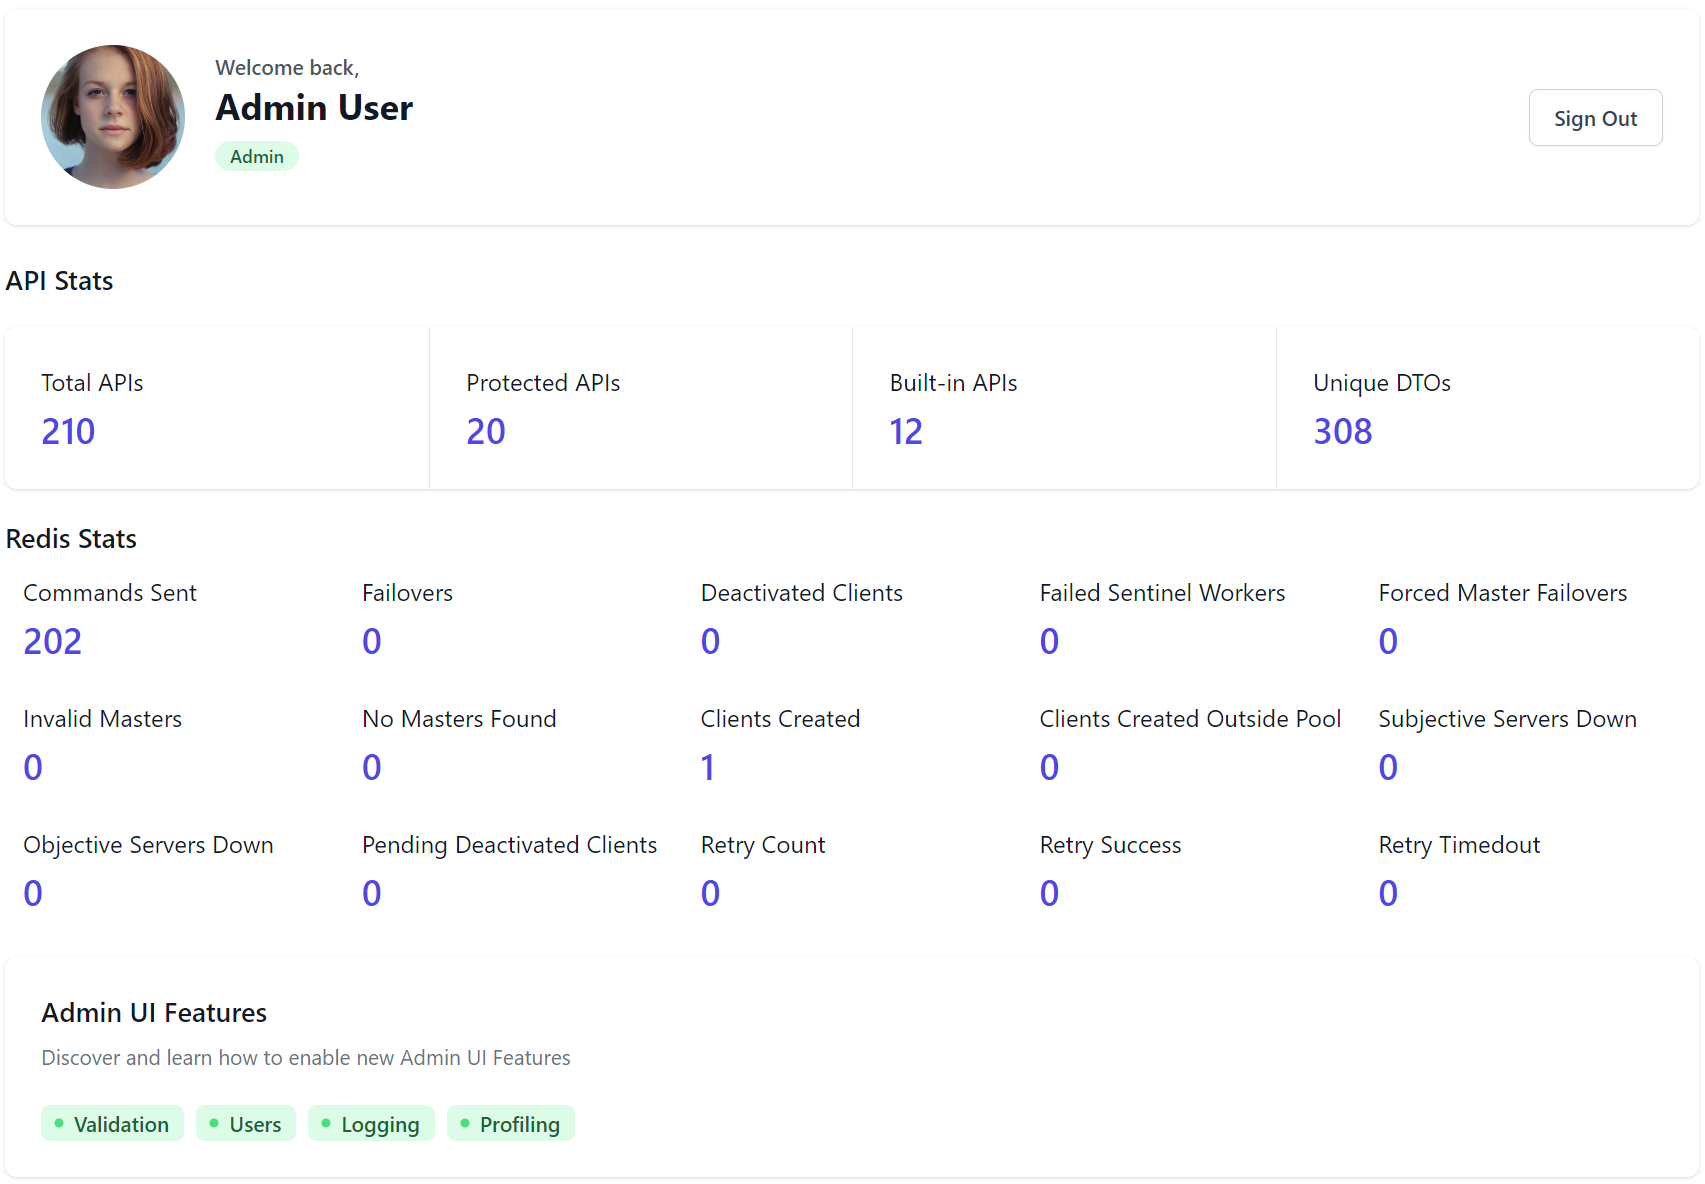 Welcome back,
Admin User
Admin
Sign Out
API Stats
Total APIs
210
Protected APIs
20
Built-in APIs
12
Unique DTOs
308
Redis Stats
Commands Sent
202
Failovers
0
Deactivated Clients
0
Failed Sentinel Workers
0
Forced Master Failovers
0
Invalid Masters
0
No Masters Found
0
Clients Created
1
Clients Created Outside Pool
0
Subjective Servers Down
0
Objective Servers Down
0
Pending Deactivated Clients
0
Retry Count
0
Retry Success
0
Retry Timedout
0
Admin UI Features
Discover and learn how to enable new Admin UI Features
Validation
Users
Logging
Profiling